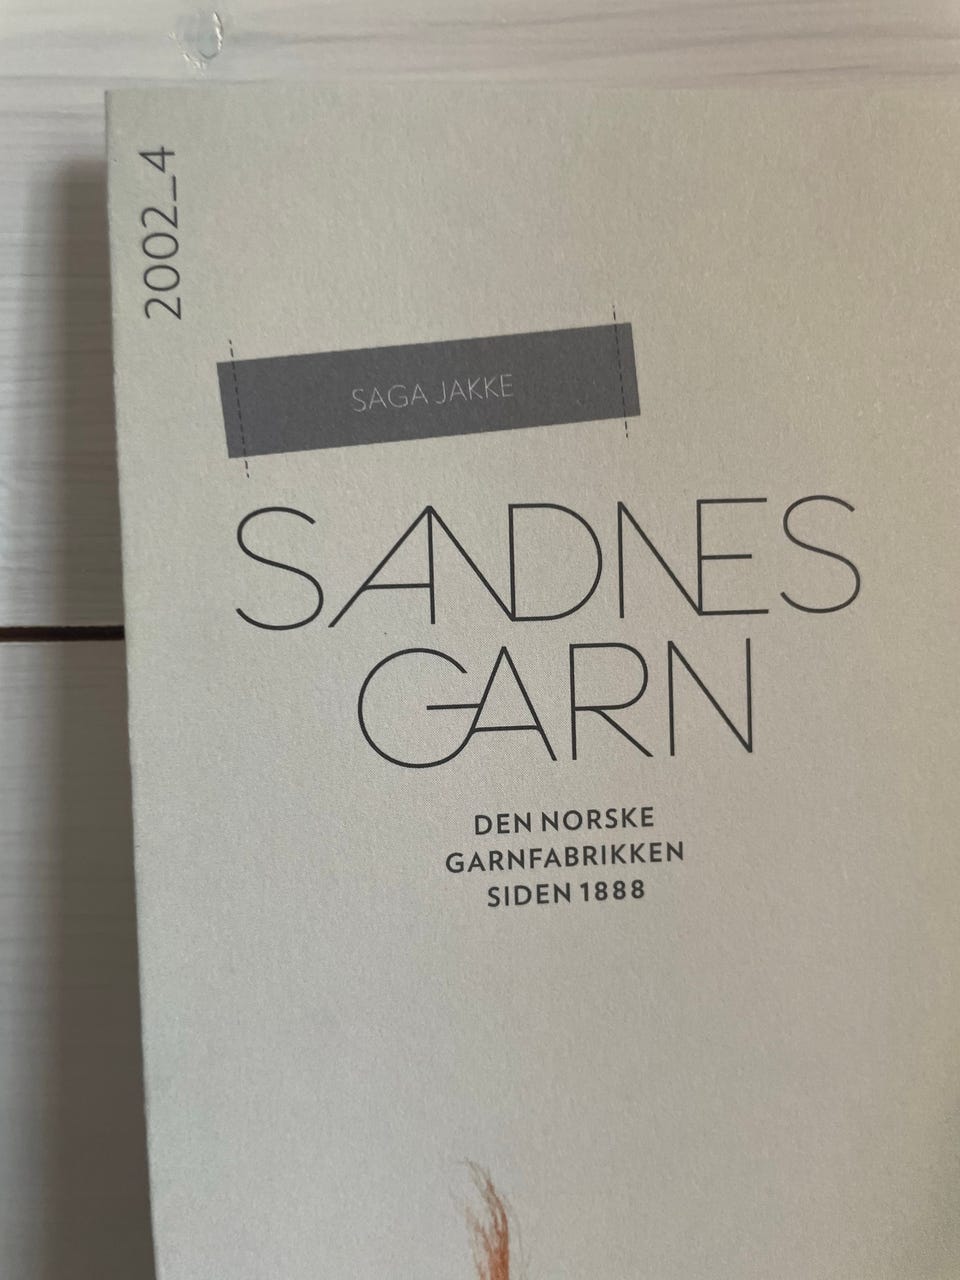 2002_4
SAGA JAKKE
SANDNES
GARN
DEN NORSKE
GARNFABRIKKEN
SIDEN 1888